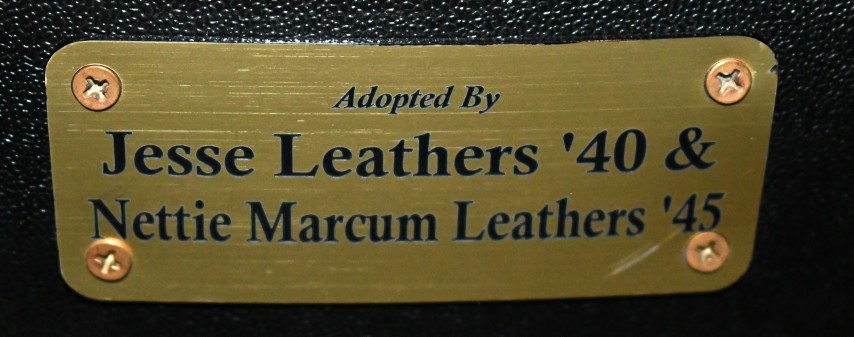 Adopted By
Jesse Leathers '40 &
Nettie Marcum Leathers '45